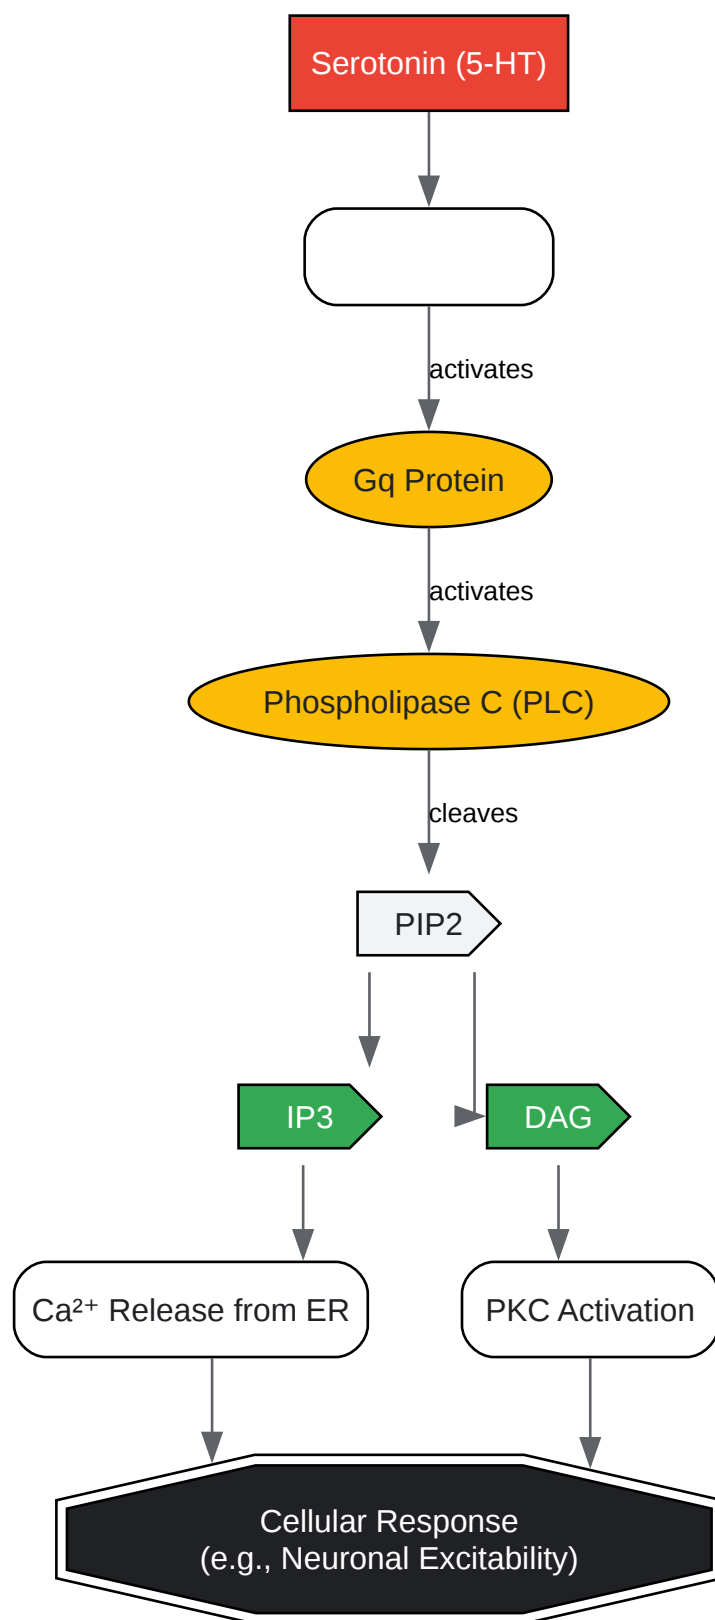 Serotonin (5-HT)
activates
Gq Protein
activates
Phospholipase C (PLC)
cleaves
PIP2
IP3
DAG
Ca²⁺ Release from ER
PKC Activation
Cellular Response
(e.g., Neuronal Excitability)